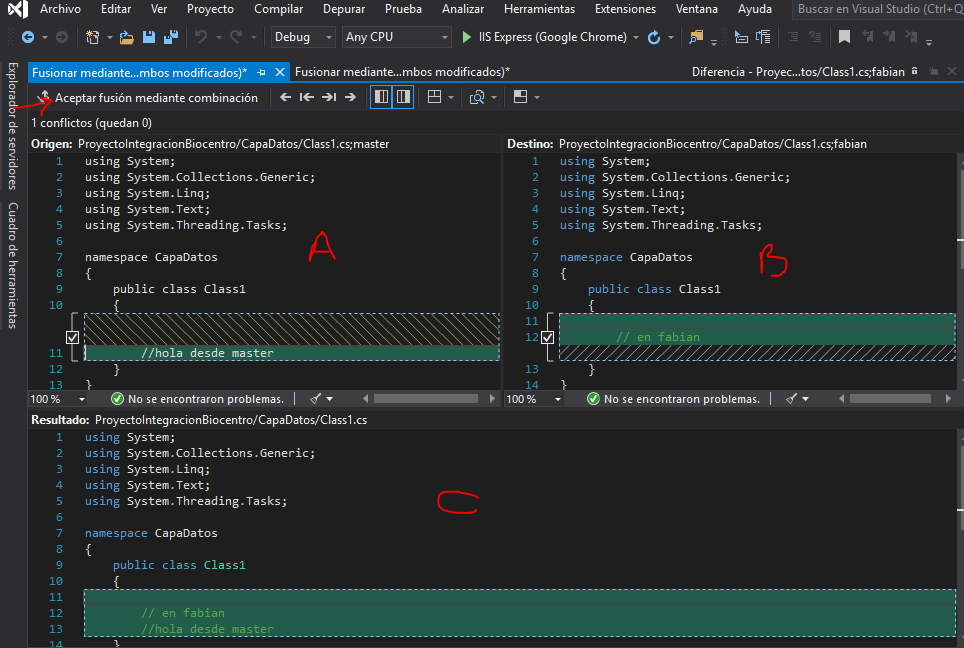 Archivo Editar Ver Proyecto Compilar Depurar Prueba Analizar Herramientas Extensiones Ventana Ayuda Buscar en Visual Studio (Ctrl+Q
Debug Any CPU IIS Express (Google Chrome)
Explorador de servidores
Cuadro de herramientas
Fusionar mediante...mbos modificados)* Fusionar mediante...mbos modificados)* Diferencia - Proyec...tos/Class1.cs;fabian
Aceptar fusión mediante combinación
1 conflictos (quedan 0)
Origen: ProyectoIntegracionBiocentro/CapaDatos/Class1.cs;master
1 using System;
2 using System.Collections.Generic;
3 using System.Linq;
4 using System.Text;
5 using System.Threading.Tasks;
6
A
7 namespace CapaDatos
8 {
9 public class Class1
10 {
11 //hola desde master
12 }
13 }
100 % No se encontraron problemas.
Destino: ProyectoIntegracionBiocentro/CapaDatos/Class1.cs;fabian
1 using System;
2 using System.Collections.Generic;
3 using System.Linq;
4 using System.Text;
5 using System.Threading.Tasks;
6
B
7 namespace CapaDatos
8 {
9 public class Class1
10 {
11
12 // en fabian
13 }
14 }
100 % No se encontraron problemas.
Resultado: ProyectoIntegracionBiocentro/CapaDatos/Class1.cs
1 using System;
2 using System.Collections.Generic;
3 using System.Linq;
4 using System.Text;
5 using System.Threading.Tasks;
C
6
7 namespace CapaDatos
8 {
9 public class Class1
10 {
11
12 // en fabian
13 //hola desde master
14 }